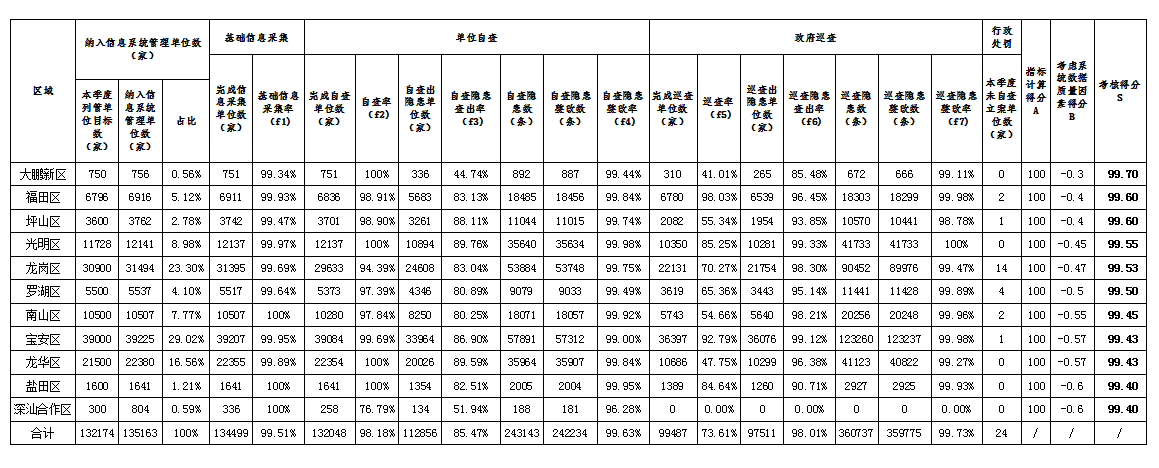 区域 纳入信息系统管理单位数（家） 基础信息采集 单位自查 政府巡查 行政处罚 指标计算得分A 考虑系统数据质量因素得分B 考核得分S
本季度列管单位目标数（家） 纳入信息系统管理单位数（家） 占比 完成信息采集单位数（家） 基础信息采集率（f1） 完成自查单位数（家） 自查率（f2） 自查出隐患单位数（家） 自查隐患查出率（f3） 自查隐患数（条） 自查隐患整改数（条） 自查隐患整改率（f4） 完成巡查单位数（家） 巡查率（f5） 巡查出隐患单位数（家） 巡查隐患查出率（f6） 巡查隐患数（条） 巡查隐患整改数（条） 巡查隐患整改率（f7） 本季度未自查立案单位数（家）
大鹏新区 750 756 0.56% 751 99.34% 751 100% 336 44.74% 892 887 99.44% 310 41.01% 265 85.48% 672 666 99.11% 0 100 -0.3 99.70
福田区 6796 6916 5.12% 6911 99.93% 6836 98.91% 5683 83.13% 18485 18456 99.84% 6780 98.03% 6539 96.45% 18303 18299 99.98% 2 100 -0.4 99.60
坪山区 3600 3762 2.78% 3742 99.47% 3701 98.90% 3261 88.11% 11044 11015 99.74% 2082 55.34% 1954 93.85% 10570 10441 98.78% 1 100 -0.4 99.60
光明区 11728 12141 8.98% 12137 99.97% 12137 100% 10894 89.76% 35640 35634 99.98% 10350 85.25% 10281 99.33% 41733 41733 100% 0 100 -0.45 99.55
龙岗区 30900 31494 23.30% 31395 99.69% 29633 94.39% 24608 83.04% 53884 53748 99.75% 22131 70.27% 21754 98.30% 90452 89976 99.47% 14 100 -0.47 99.53
罗湖区 5500 5537 4.10% 5517 99.64% 5373 97.39% 4346 80.89% 9079 9033 99.49% 3619 65.36% 3443 95.14% 11441 11428 99.89% 4 100 -0.5 99.50
南山区 10500 10507 7.77% 10507 100% 10280 97.84% 8250 80.25% 18071 18057 99.92% 5743 54.66% 5640 98.21% 20256 20248 99.96% 2 100 -0.55 99.45
宝安区 39000 39225 29.02% 39207 99.95% 39084 99.69% 33964 86.90% 57891 57312 99.00% 36397 92.79% 36076 99.12% 123260 123237 99.98% 1 100 -0.57 99.43
龙华区 21500 22380 16.56% 22355 99.89% 22354 100% 20026 89.59% 35964 35907 99.84% 10686 47.75% 10299 96.38% 41123 40822 99.27% 0 100 -0.57 99.43
盐田区 1600 1641 1.21% 1641 100% 1641 100% 1354 82.51% 2005 2004 99.95% 1389 84.64% 1260 90.71% 2927 2925 99.93% 0 100 -0.6 99.40
深汕合作区 300 804 0.59% 336 100% 258 76.79% 134 51.94% 188 181 96.28% 0 0.00% 0 0.00% 0 0 0.00% 0 100 -0.6 99.40
合计 132174 135163 100% 134499 99.51% 132048 98.18% 112856 85.47% 243143 242234 99.63% 99487 73.61% 97511 98.01% 360737 359775 99.73% 24 / / /